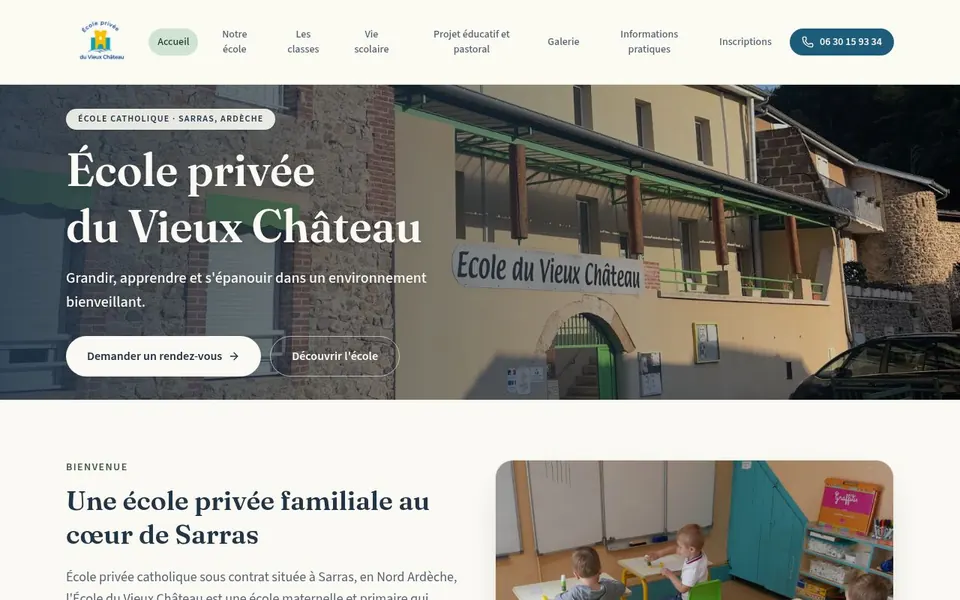 École privée
du Vieux Château
Accueil
Notre
école
Les
classes
Vie
scolaire
Projet éducatif et
pastoral
Galerie
Informations
pratiques
Inscriptions
06 30 15 93 34
ÉCOLE CATHOLIQUE · SARRAS, ARDÈCHE
École privée
du Vieux Château
Grandir, apprendre et s'épanouir dans un environnement
bienveillant.
Demander un rendez-vous →
Découvrir l'école
Ecole du Vieux Château
BIENVENUE
Une école privée familiale au
cœur de Sarras
École privée catholique sous contrat située à Sarras, en Nord Ardèche,
l'École du Vieux Château est une école maternelle et primaire qui
Graffiti